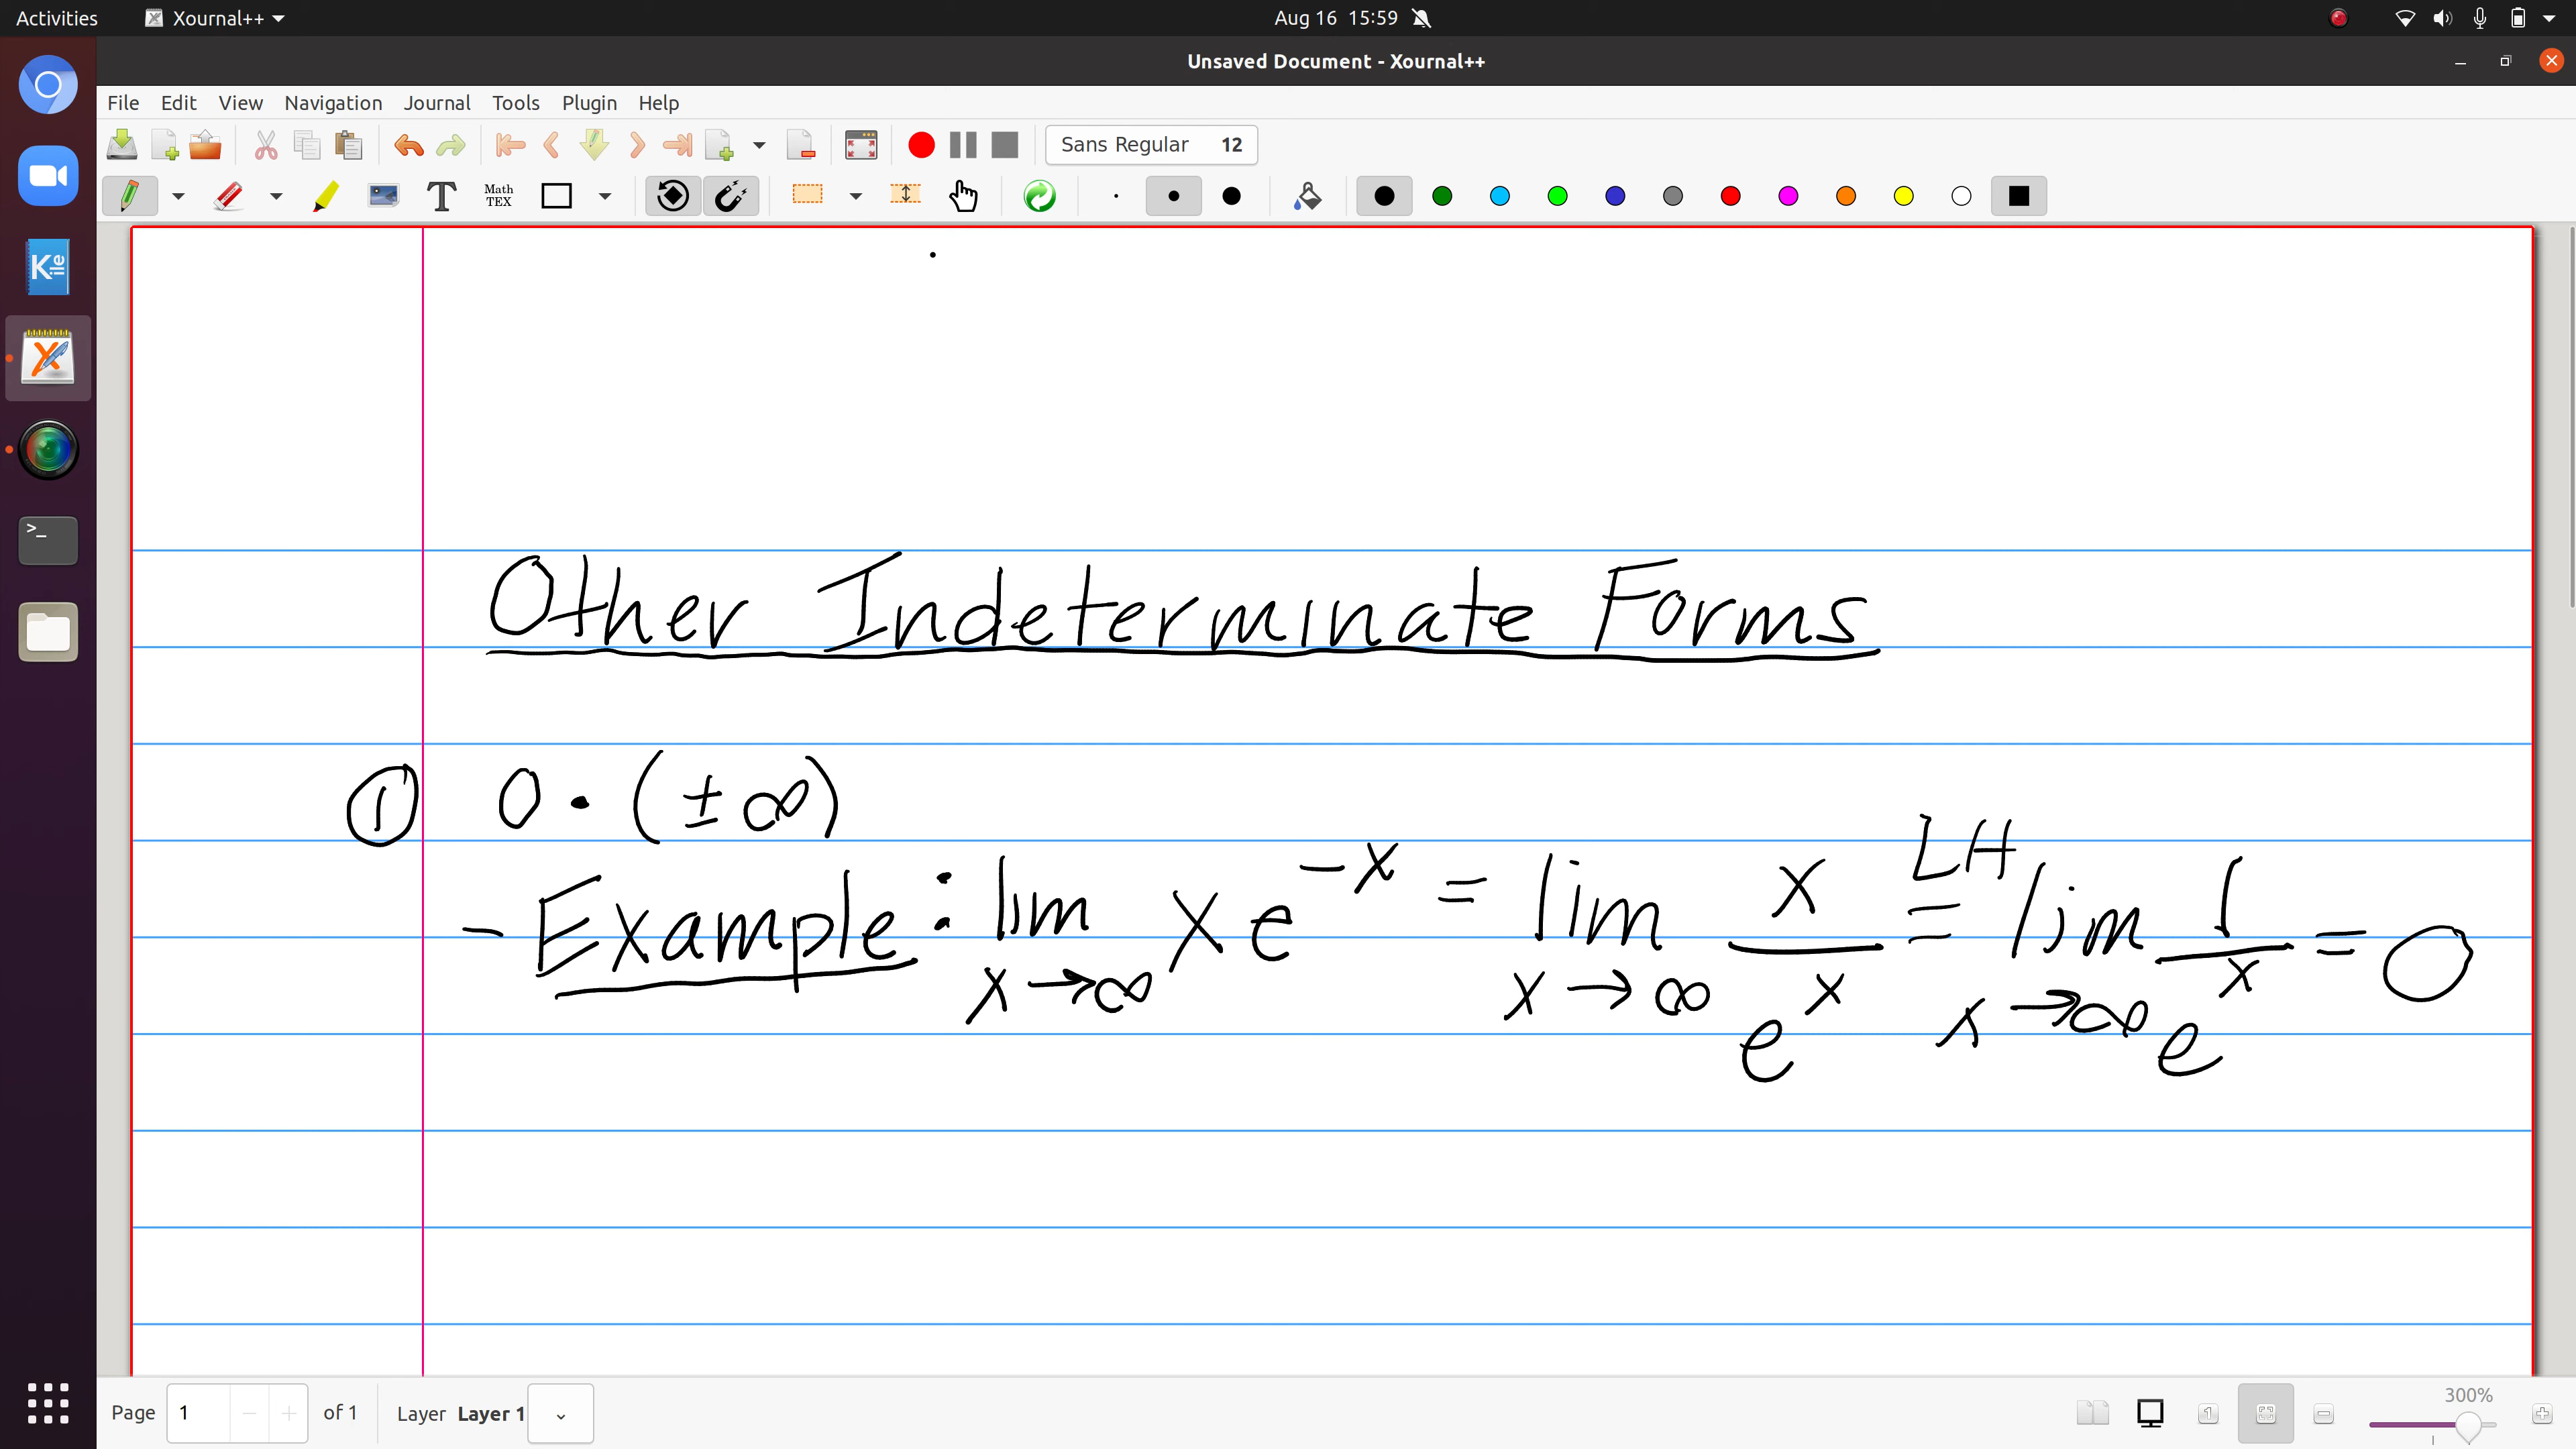 Activities Xournal++ Aug 16 15:59
Unsaved Document - Xournal++
File Edit View Navigation Journal Tools Plugin Help
Sans Regular 12
T Math TEX
Kile
>_
Other Indeterminate Forms
① 0 · (± ∞)
- Example: lim x→∞ x e^-x = lim x→∞ x/e^x LH= lim x→∞ 1/e^x = 0
Page 1 of 1 Layer Layer 1 1 300%